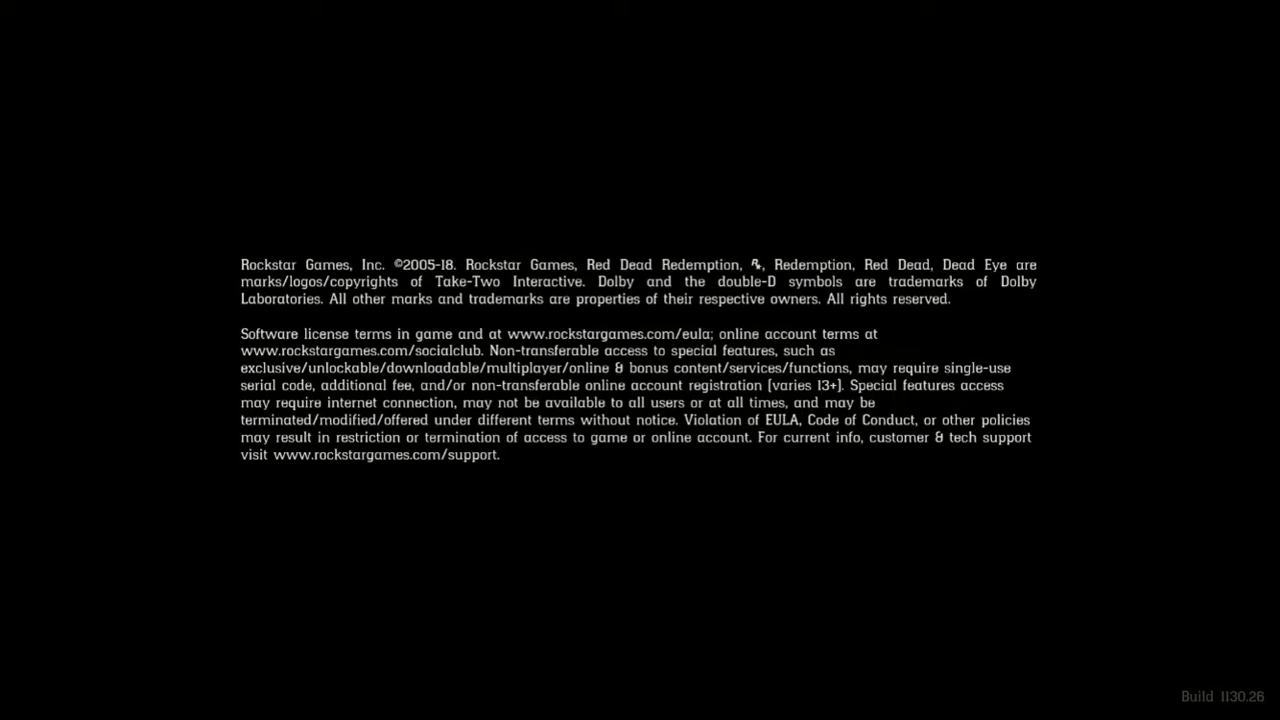 Rockstar Games, Inc. ©2005-18. Rockstar Games, Red Dead Redemption, R★, Redemption, Red Dead, Dead Eye are
marks/logos/copyrights of Take-Two Interactive. Dolby and the double-D symbols are trademarks of Dolby
Laboratories. All other marks and trademarks are properties of their respective owners. All rights reserved.
Software license terms in game and at www.rockstargames.com/eula; online account terms at
www.rockstargames.com/socialclub. Non-transferable access to special features, such as
exclusive/unlockable/downloadable/multiplayer/online & bonus content/services/functions, may require single-use
serial code, additional fee, and/or non-transferable online account registration (varies 13+). Special features access
may require internet connection, may not be available to all users or at all times, and may be
terminated/modified/offered under different terms without notice. Violation of EULA, Code of Conduct, or other policies
may result in restriction or termination of access to game or online account. For current info, customer & tech support
visit www.rockstargames.com/support.
Build 1130.26